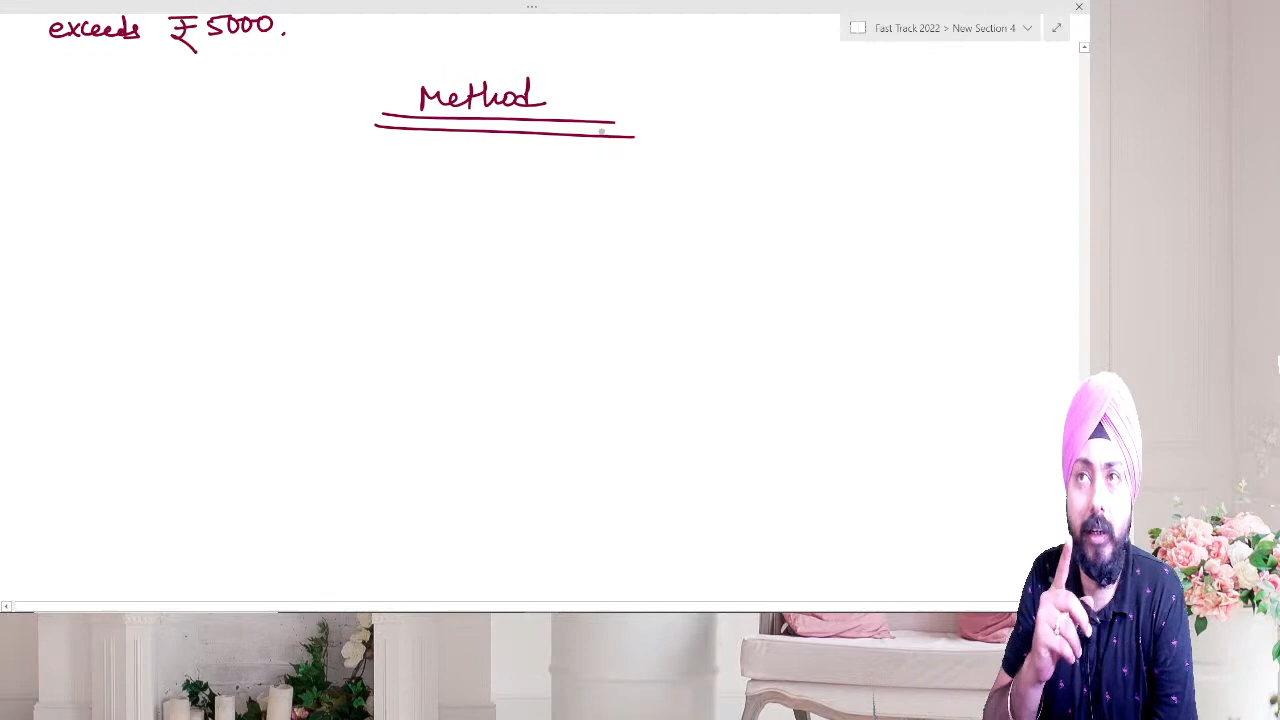 exceeds ₹ 5000.
Fast Track 2022 > New Section 4
Method